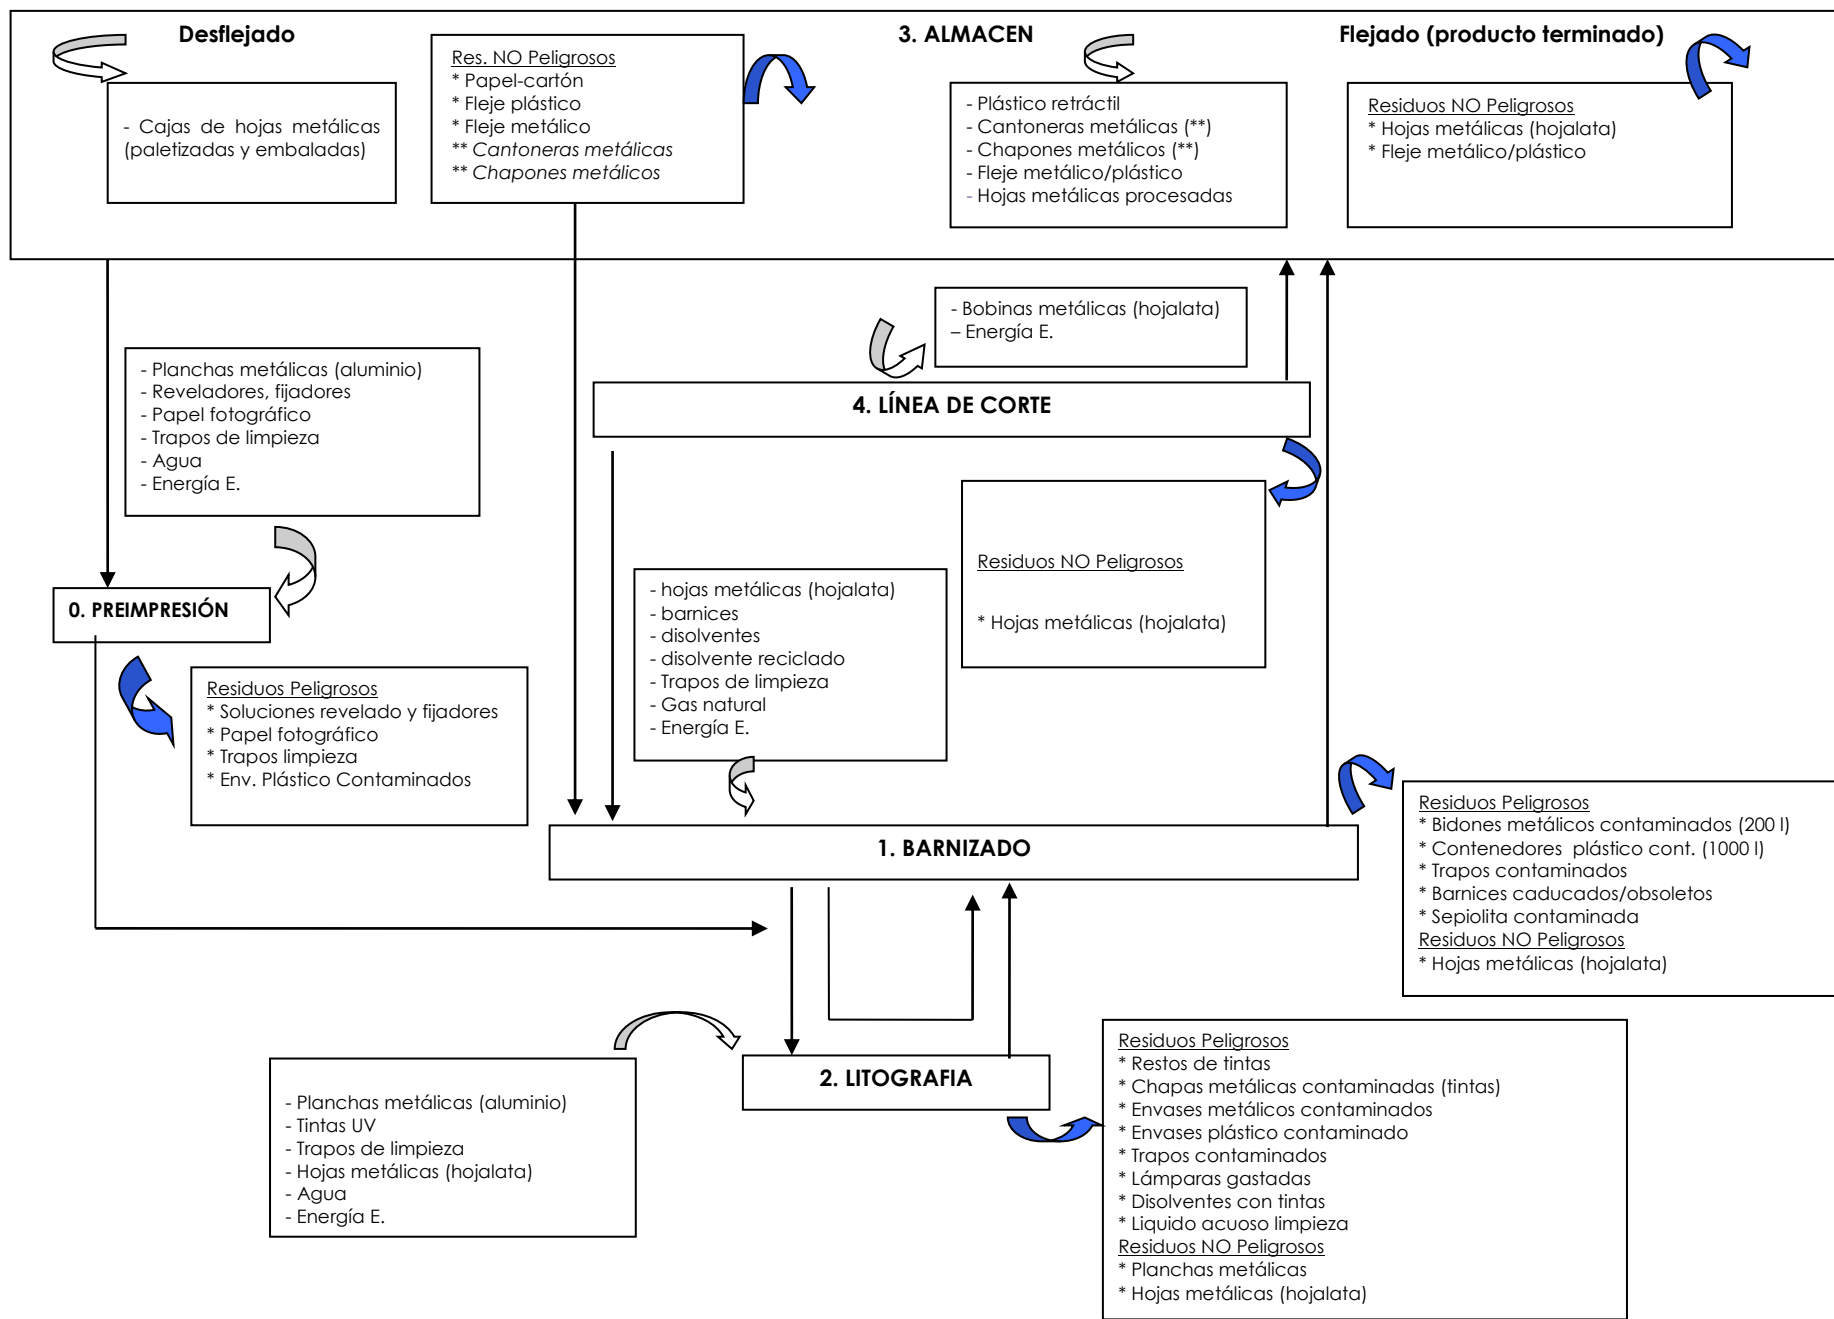 Desflejado
3. ALMACEN
Flejado (producto terminado)
- Cajas de hojas metálicas
(paletizadas y embaladas)
Res. NO Peligrosos
* Papel-cartón
* Fleje plástico
* Fleje metálico
** Cantoneras metálicas
** Chapones metálicos
- Plástico retráctil
- Cantoneras metálicas (**)
- Chapones metálicos (**)
- Fleje metálico/plástico
- Hojas metálicas procesadas
Residuos NO Peligrosos
* Hojas metálicas (hojalata)
* Fleje metálico/plástico
- Bobinas metálicas (hojalata)
– Energía E.
4. LÍNEA DE CORTE
- Planchas metálicas (aluminio)
- Reveladores, fijadores
- Papel fotográfico
- Trapos de limpieza
- Agua
- Energía E.
Residuos NO Peligrosos
* Hojas metálicas (hojalata)
0. PREIMPRESIÓN
- hojas metálicas (hojalata)
- barnices
- disolventes
- disolvente reciclado
- Trapos de limpieza
- Gas natural
- Energía E.
Residuos Peligrosos
* Soluciones revelado y fijadores
* Papel fotográfico
* Trapos limpieza
* Env. Plástico Contaminados
1. BARNIZADO
Residuos Peligrosos
* Bidones metálicos contaminados (200 l)
* Contenedores plástico cont. (1000 l)
* Trapos contaminados
* Barnices caducados/obsoletos
* Sepiolita contaminada
Residuos NO Peligrosos
* Hojas metálicas (hojalata)
2. LITOGRAFIA
- Planchas metálicas (aluminio)
- Tintas UV
- Trapos de limpieza
- Hojas metálicas (hojalata)
- Agua
- Energía E.
Residuos Peligrosos
* Restos de tintas
* Chapas metálicas contaminadas (tintas)
* Envases metálicos contaminados
* Envases plástico contaminado
* Trapos contaminados
* Lámparas gastadas
* Disolventes con tintas
* Liquido acuoso limpieza
Residuos NO Peligrosos
* Planchas metálicas
* Hojas metálicas (hojalata)